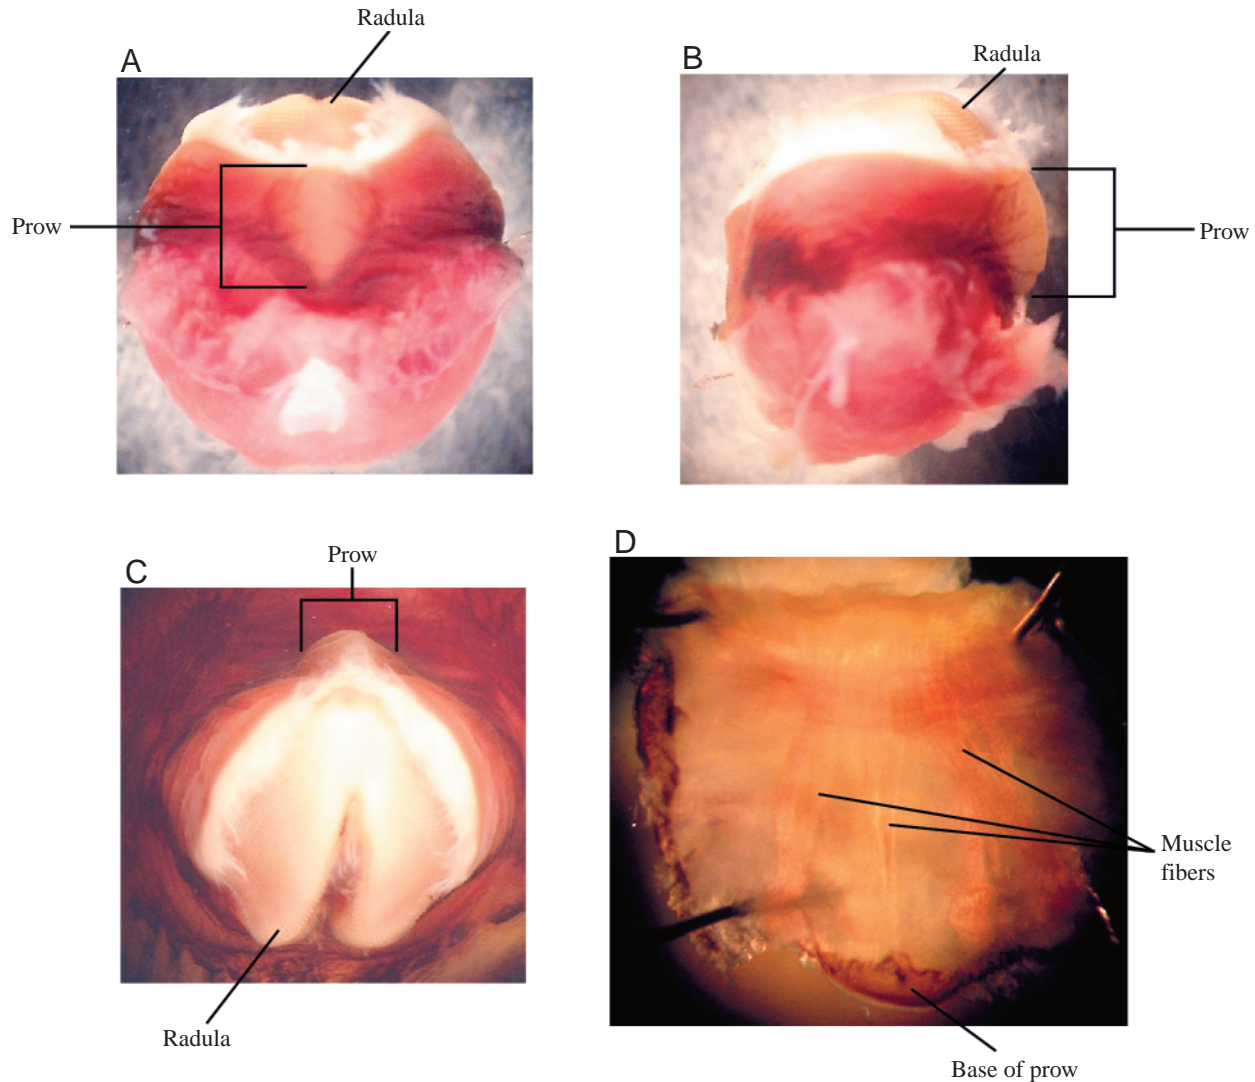 Radula
A
Prow
B
Radula
Prow
C
Prow
Radula
D
Muscle
fibers
Base of prow